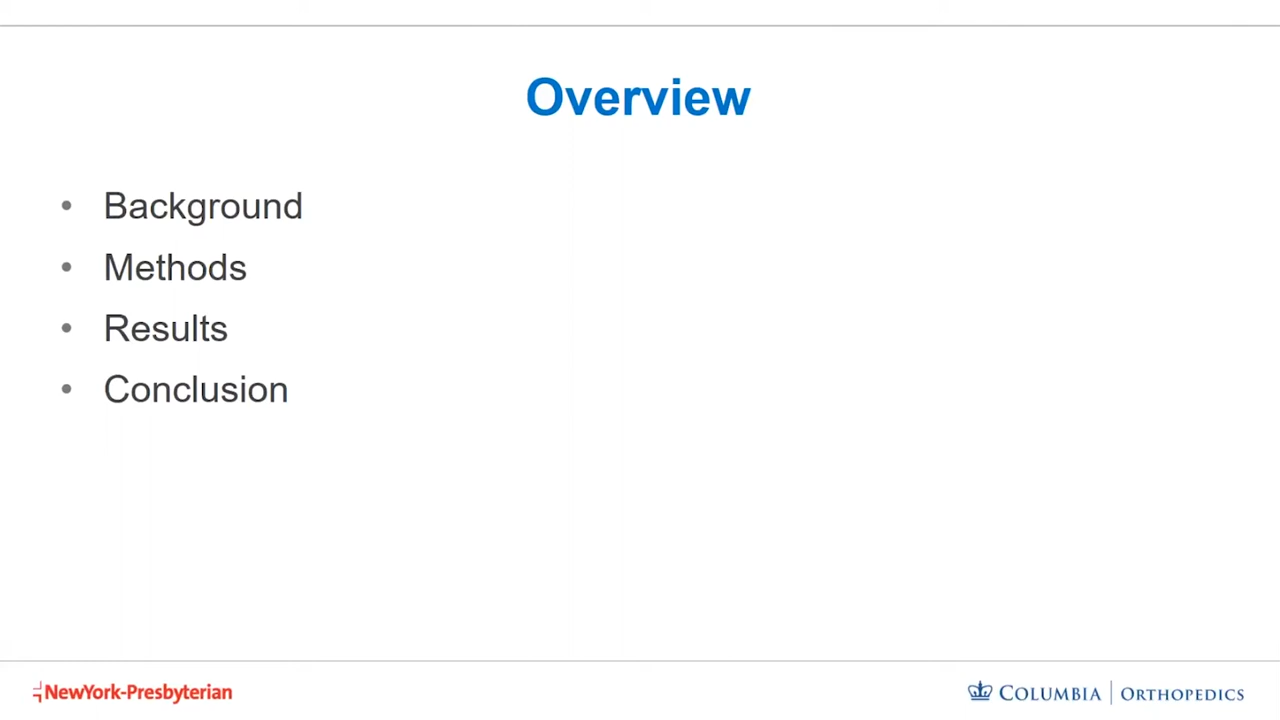 Overview
• Background
• Methods
• Results
• Conclusion
NewYork-Presbyterian
COLUMBIA | ORTHOPEDICS